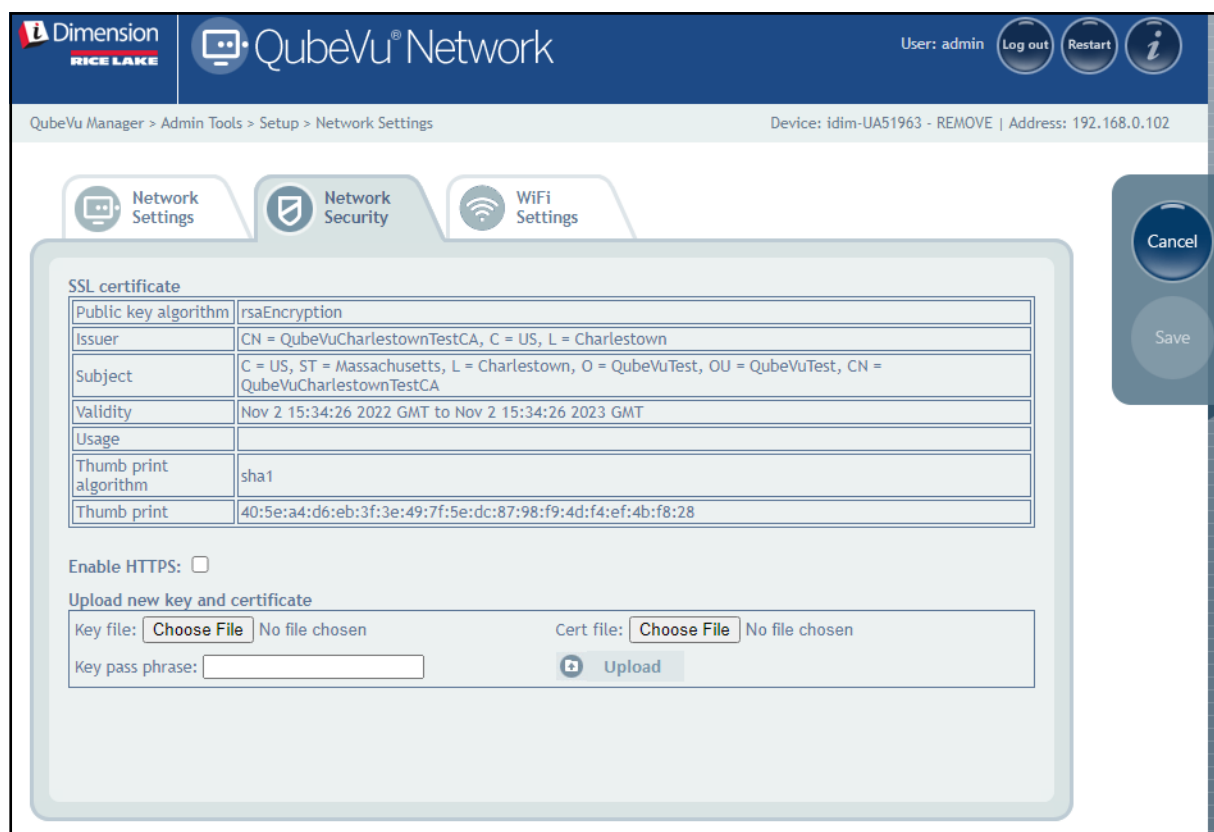 iDimension
RICE LAKE
QubeVu® Network
User: admin
Log out
Restart
i
QubeVu Manager > Admin Tools > Setup > Network Settings
Device: idim-UA51963 - REMOVE | Address: 192.168.0.102
Network
Settings
Network
Security
WiFi
Settings
Cancel
Save
SSL certificate
Public key algorithm rsaEncryption
Issuer CN = QubeVuCharlestownTestCA, C = US, L = Charlestown
Subject C = US, ST = Massachusetts, L = Charlestown, O = QubeVuTest, OU = QubeVuTest, CN =
QubeVuCharlestownTestCA
Validity Nov 2 15:34:26 2022 GMT to Nov 2 15:34:26 2023 GMT
Usage
Thumb print
algorithm sha1
Thumb print 40:5e:a4:d6:eb:3f:3e:49:7f:5e:dc:87:98:f9:4d:f4:ef:4b:f8:28
Enable HTTPS:
Upload new key and certificate
Key file: Choose File No file chosen Cert file: Choose File No file chosen
Key pass phrase: Upload